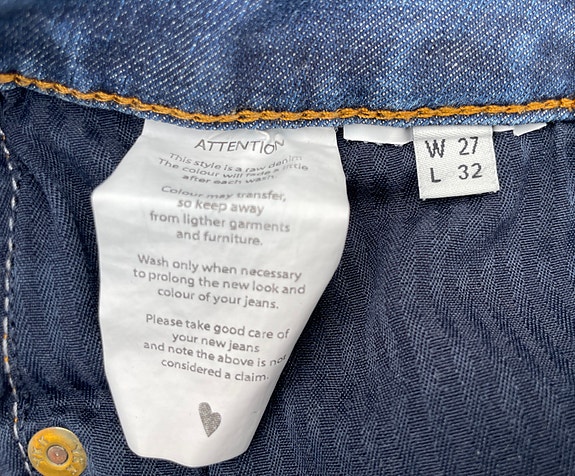 ATTENTION
This style is a raw denim
The colour will fade a little
after each wash.
Colour may transfer,
so keep away
from ligther garments
and furniture.
Wash only when necessary
to prolong the new look and
colour of your jeans.
Please take good care of
your new jeans
and note the above is not
considered a claim.
W 27
L 32